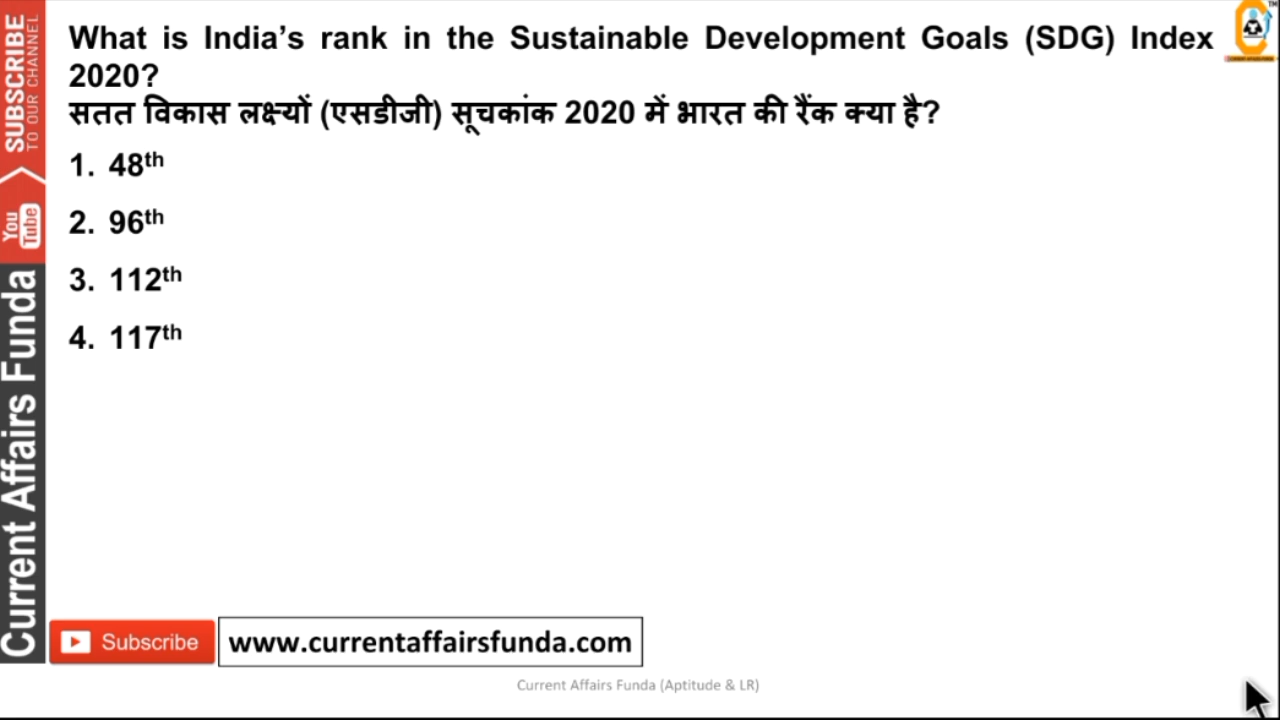 What is India’s rank in the Sustainable Development Goals (SDG) Index
2020?
सतत विकास लक्ष्यों (एसडीजी) सूचकांक 2020 में भारत की रैंक क्या है?
1. 48th
2. 96th
3. 112th
4. 117th
SUBSCRIBE
TO OUR CHANNEL
You
Tube
Current Affairs Funda
Subscribe
www.currentaffairsfunda.com
Current Affairs Funda (Aptitude & LR)